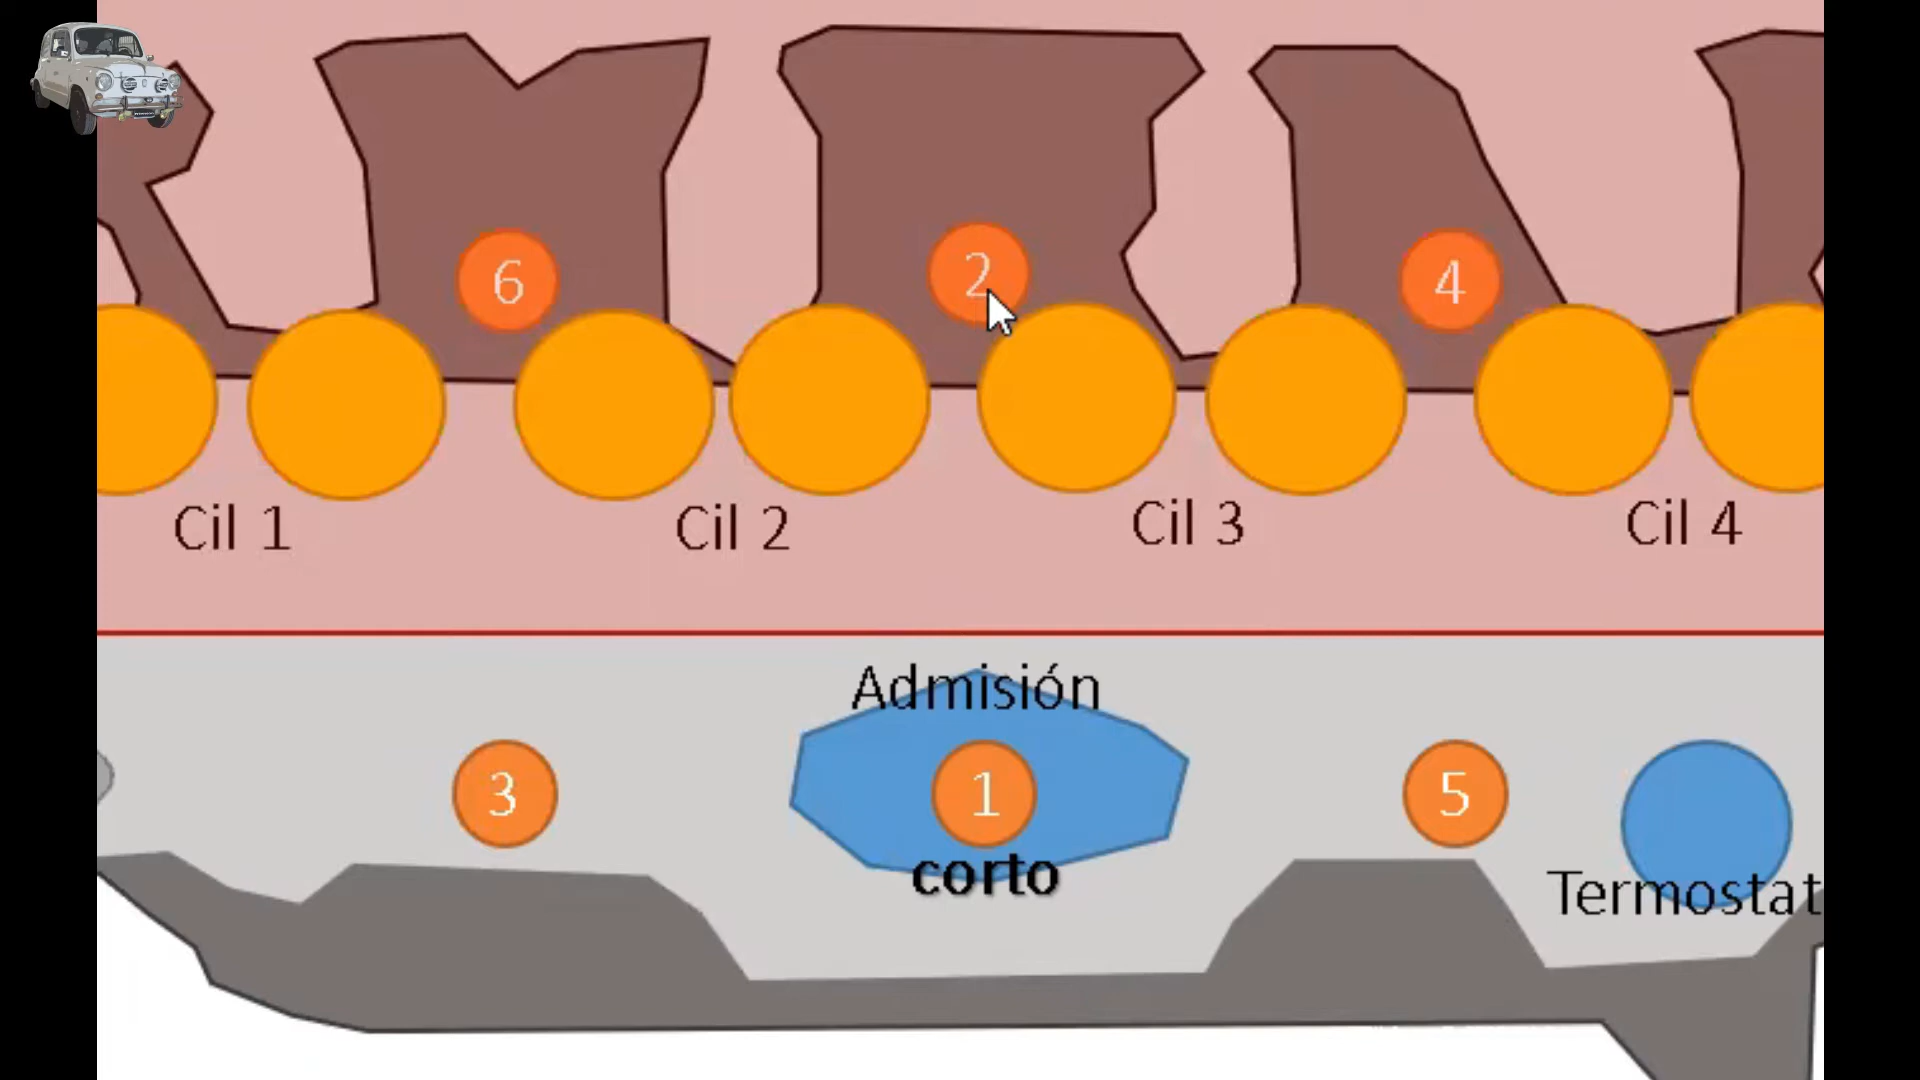 6 2 4
Cil 1 Cil 2 Cil 3 Cil 4
Admisión
3 1 5
corto
Termostat